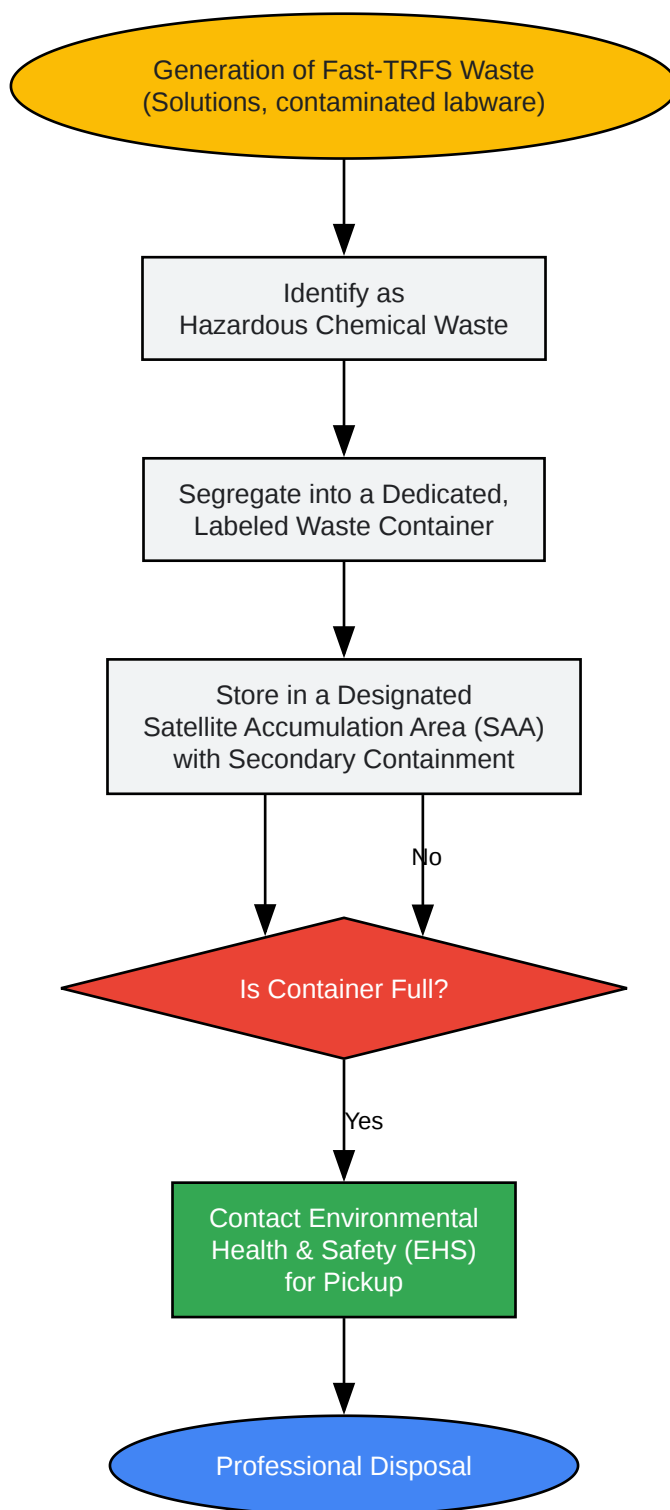 Generation of Fast-TRFS Waste
(Solutions, contaminated labware)
Identify as
Hazardous Chemical Waste
Segregate into a Dedicated,
Labeled Waste Container
Store in a Designated
Satellite Accumulation Area (SAA)
with Secondary Containment
No
Is Container Full?
Yes
Contact Environmental
Health & Safety (EHS)
for Pickup
Professional Disposal